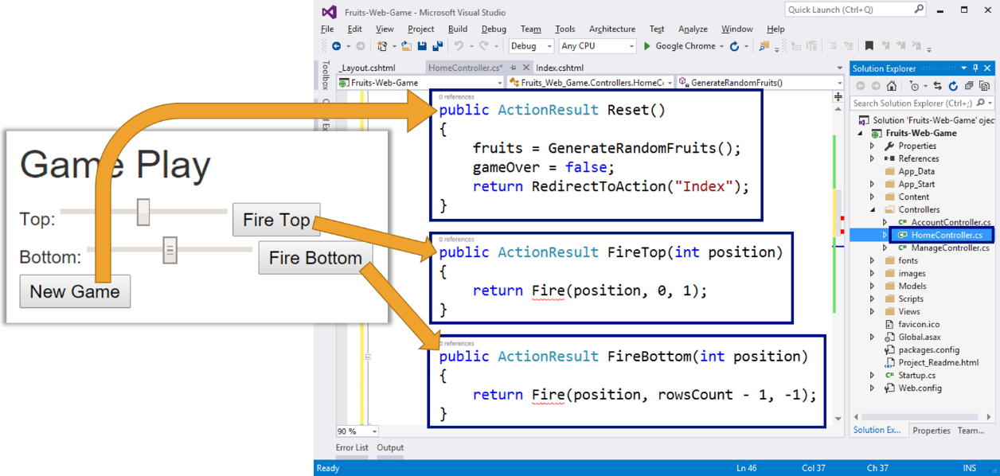 Fruits-Web-Game - Microsoft Visual Studio
Quick Launch (Ctrl+Q)
File Edit View Project Build Debug Team Tools Architecture Test Analyze Window Help
Debug Any CPU Google Chrome
_Layout.cshtml HomeController.cs* Index.cshtml
Fruits-Web-Game Fruits_Web_Game.Controllers.HomeC GenerateRandomFruits()
Toolbox
0 references
public ActionResult Reset()
{
fruits = GenerateRandomFruits();
gameOver = false;
return RedirectToAction("Index");
}
0 references
public ActionResult FireTop(int position)
{
return Fire(position, 0, 1);
}
0 references
public ActionResult FireBottom(int position)
{
return Fire(position, rowsCount - 1, -1);
}
Game Play
Top: Fire Top
Bottom: Fire Bottom
New Game
Solution Explorer
Search Solution Explorer (Ctrl+;)
Solution 'Fruits-Web-Game'
Fruits-Web-Game
Properties
References
App_Data
App_Start
Content
Controllers
AccountController.cs
HomeController.cs
ManageController.cs
fonts
images
Models
Scripts
Views
favicon.ico
Global.asax
packages.config
Project_Readme.html
Startup.cs
Web.config
Solution Ex... Properties Team...
90 %
Error List Output
Ready Ln 46 Col 37 Ch 37 INS